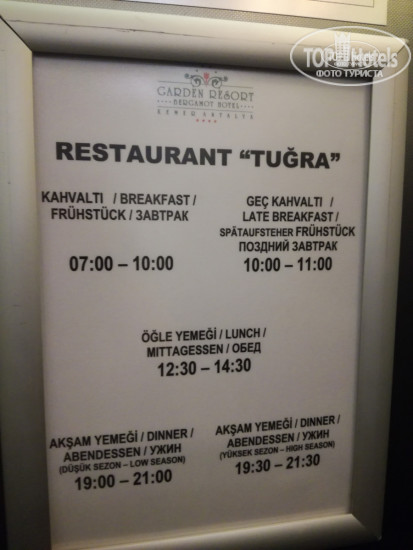 TOP Hotels
ФОТО ТУРИСТА
GARDEN RESORT
BERGAMOT HOTEL
KEMER ANTALYA
RESTAURANT “TUĞRA”
KAHVALTI / BREAKFAST /
FRÜHSTÜCK / ЗАВТРАК
07:00 – 10:00
GEÇ KAHVALTI /
LATE BREAKFAST /
SPÄTAUFSTEHER FRÜHSTÜCK
ПОЗДНИЙ ЗАВТРАК
10:00 – 11:00
ÖĞLE YEMEĞİ / LUNCH /
MITTAGESSEN / ОБЕД
12:30 – 14:30
AKŞAM YEMEĞİ / DINNER /
ABENDESSEN / УЖИН
(DÜŞÜK SEZON – LOW SEASON)
19:00 – 21:00
AKŞAM YEMEĞİ / DINNER /
ABENDESSEN / УЖИН
(YÜKSEK SEZON – HIGH SEASON)
19:30 – 21:30